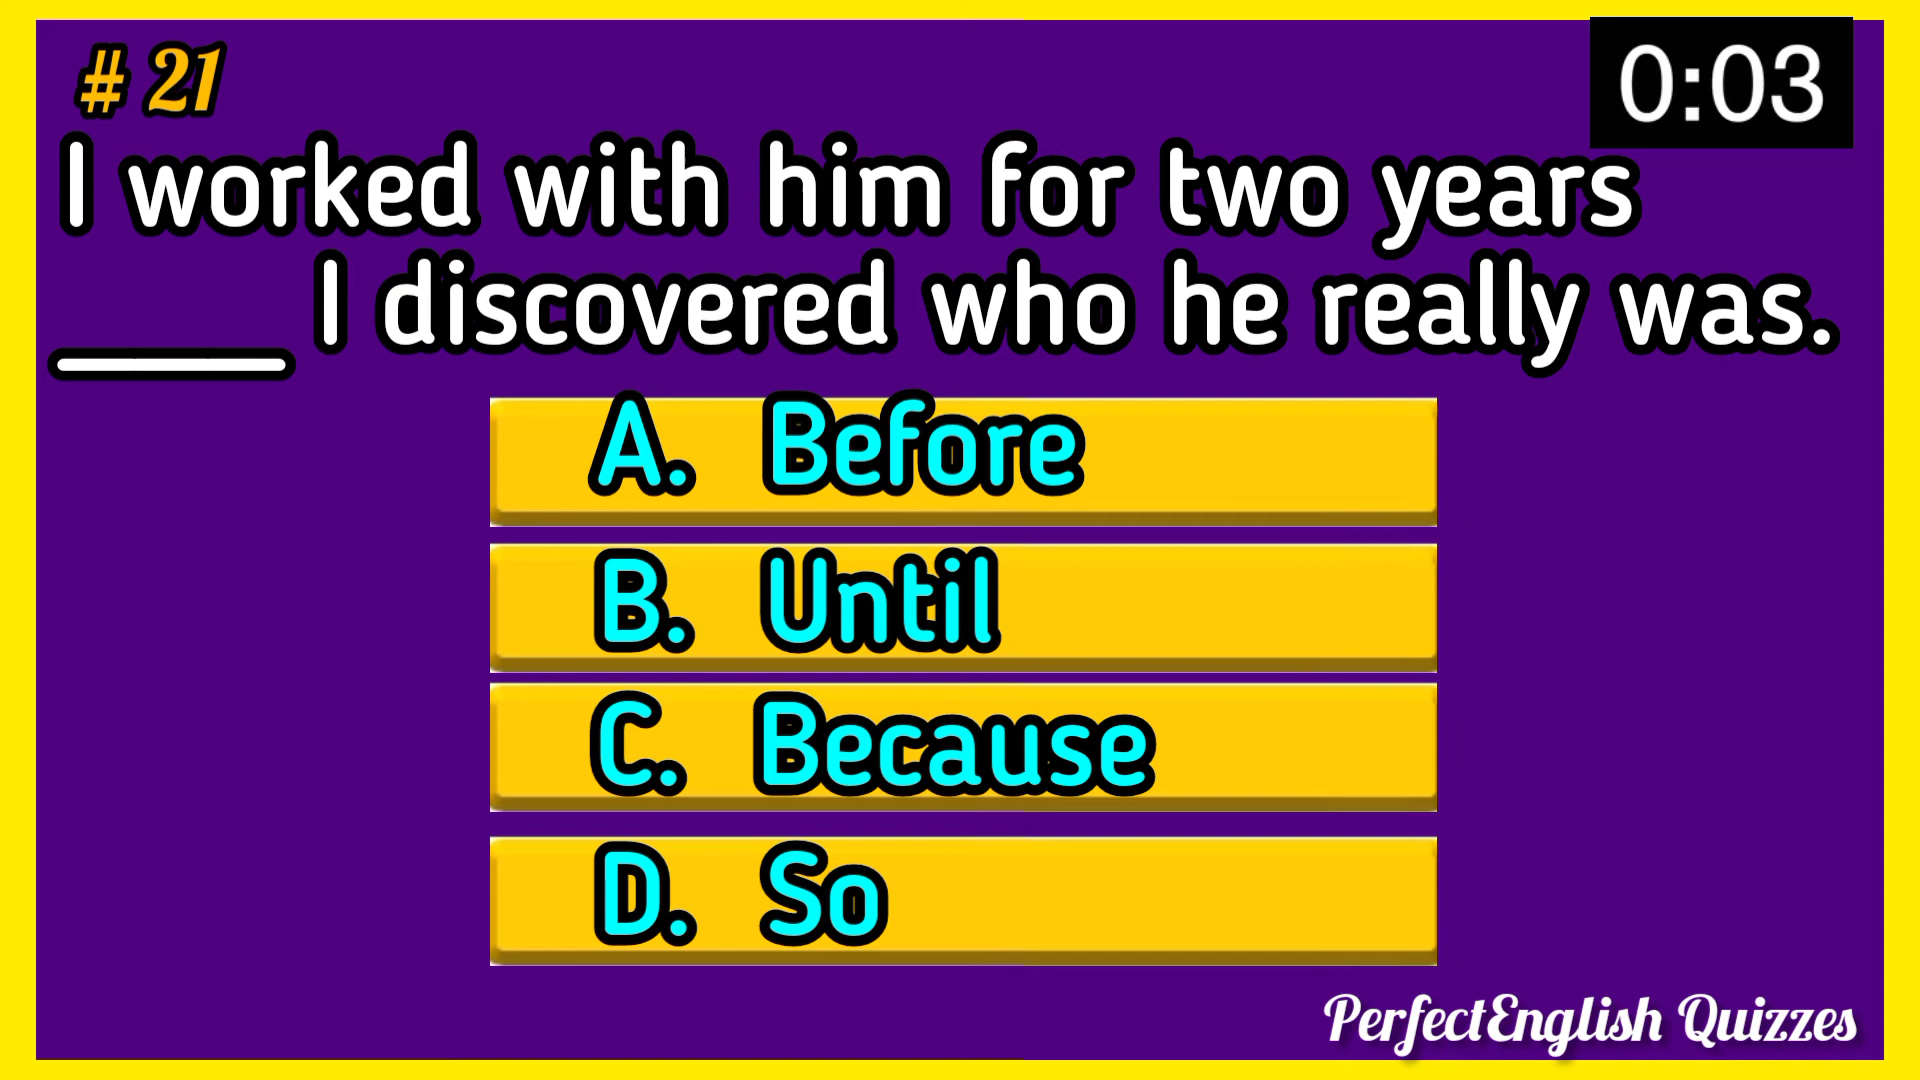 # 21
0:03
I worked with him for two years
____ I discovered who he really was.
A. Before
B. Until
C. Because
D. So
PerfectEnglish Quizzes